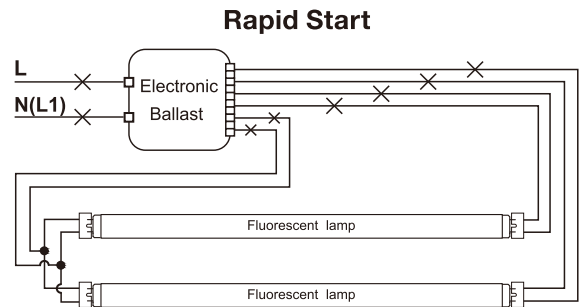 Rapid Start
L
N(L1)
Electronic
Ballast
Fluorescent lamp
Fluorescent lamp